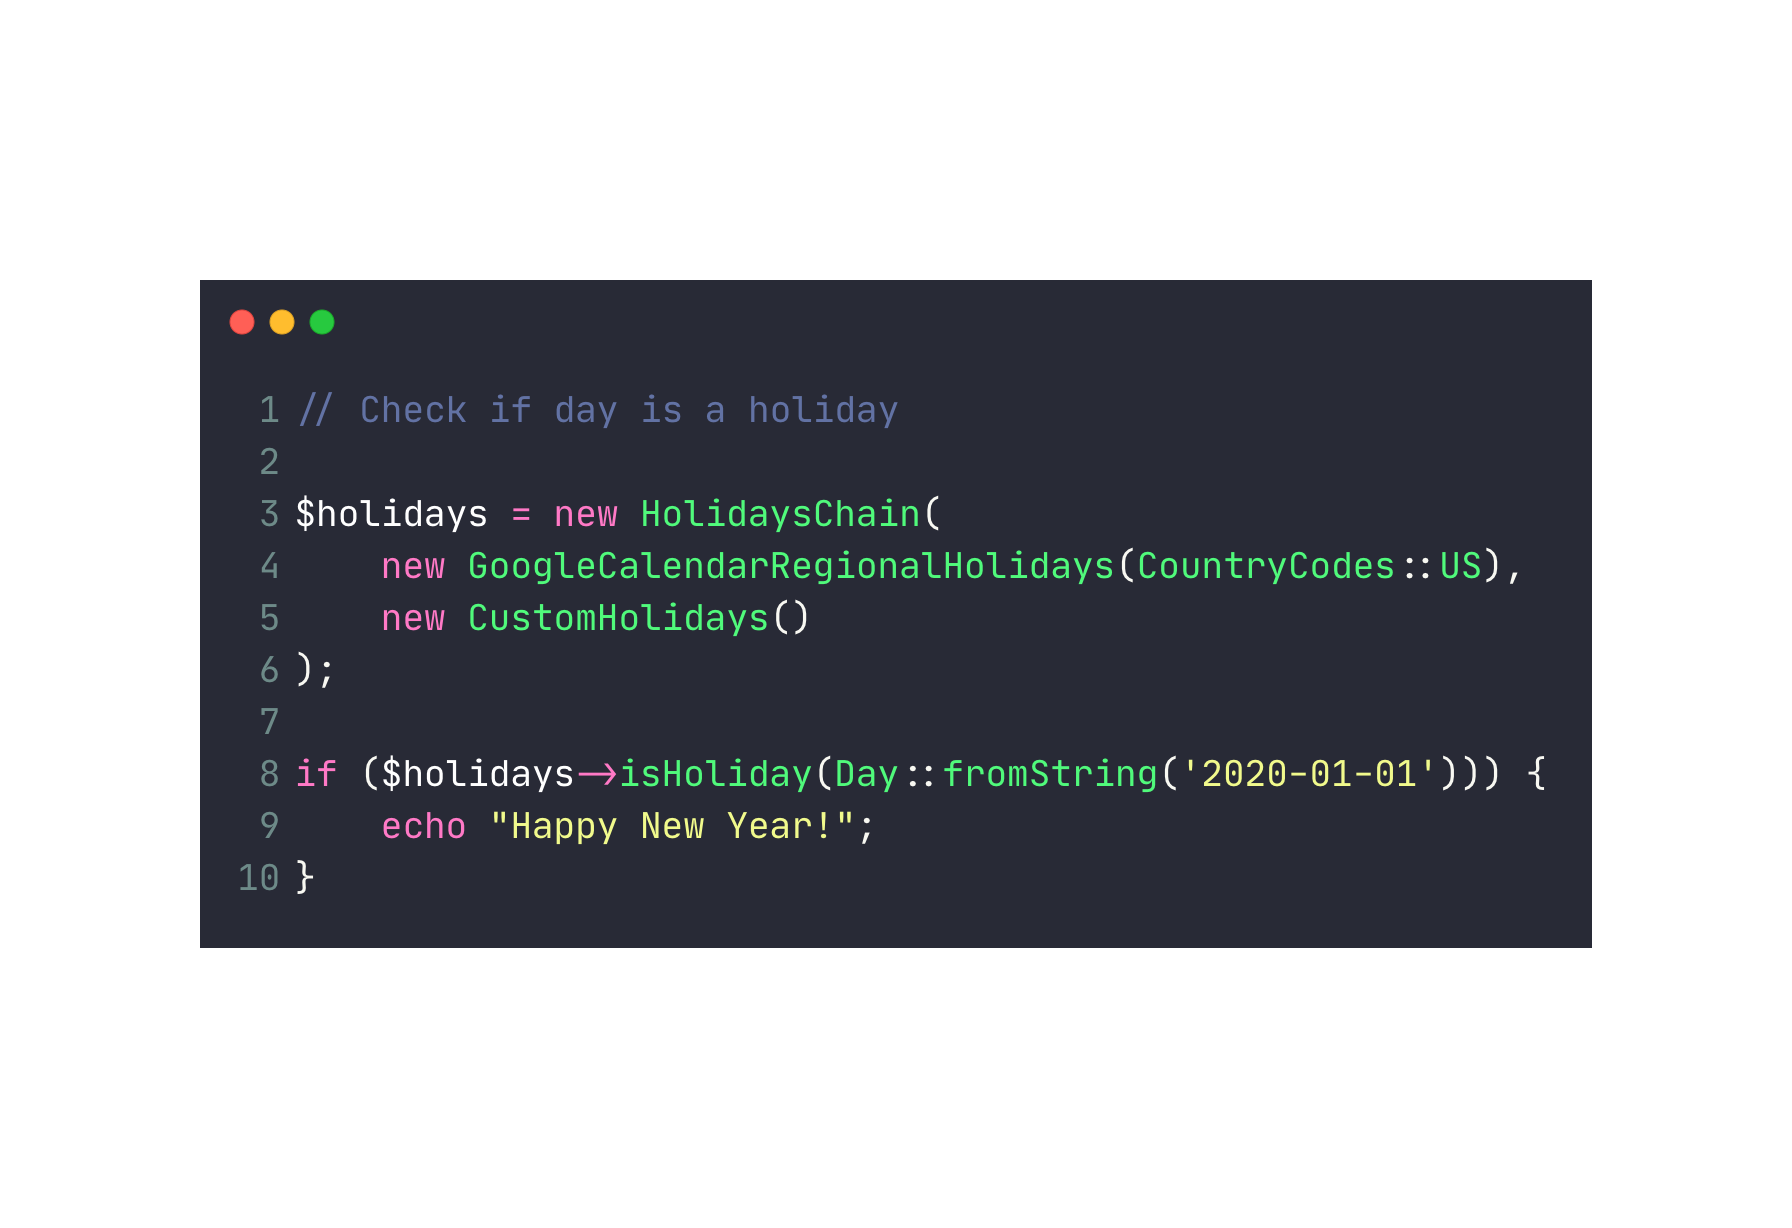 1 // Check if day is a holiday
2
3 $holidays = new HolidaysChain(
4     new GoogleCalendarRegionalHolidays(CountryCodes::US),
5     new CustomHolidays()
6 );
7
8 if ($holidays->isHoliday(Day::fromString('2020-01-01'))) {
9     echo "Happy New Year!";
10 }